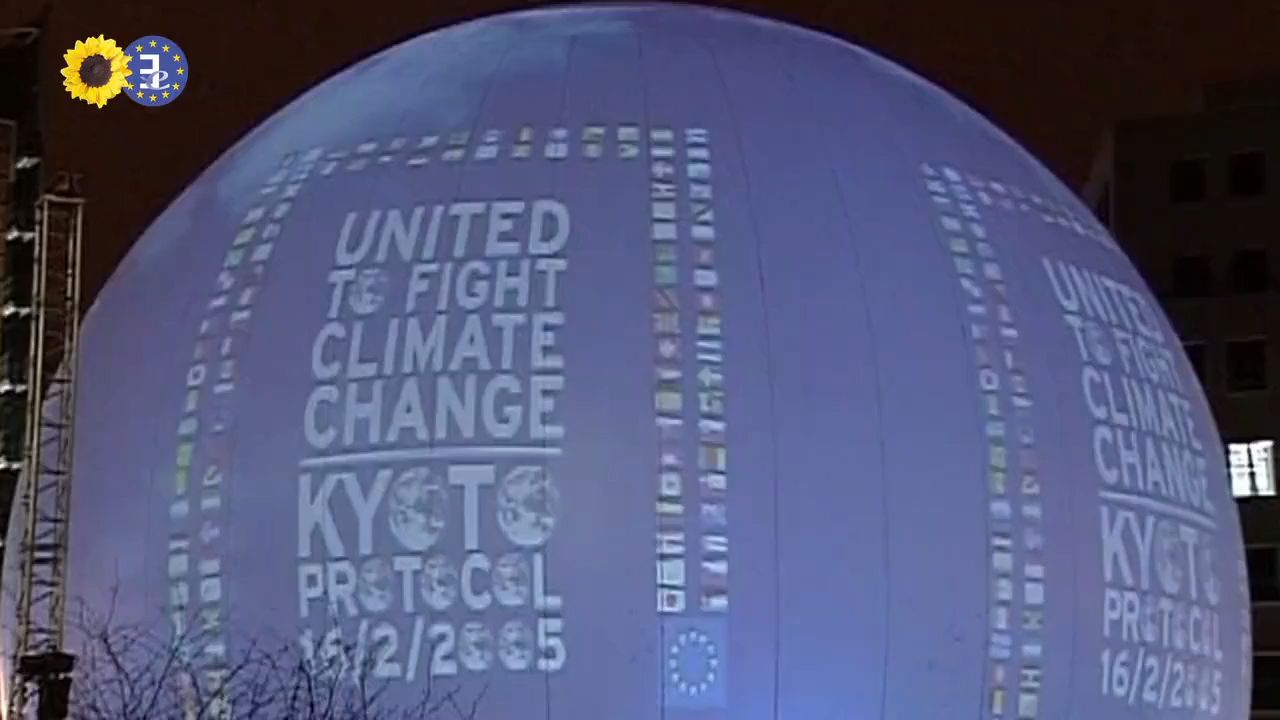 UNITED
TO FIGHT
CLIMATE
CHANGE
KYOTO
PROTOCOL
16/2/2005
UNITED
TO FIGHT
CLIMATE
CHANGE
KYOTO
PROTOCOL
16/2/2005